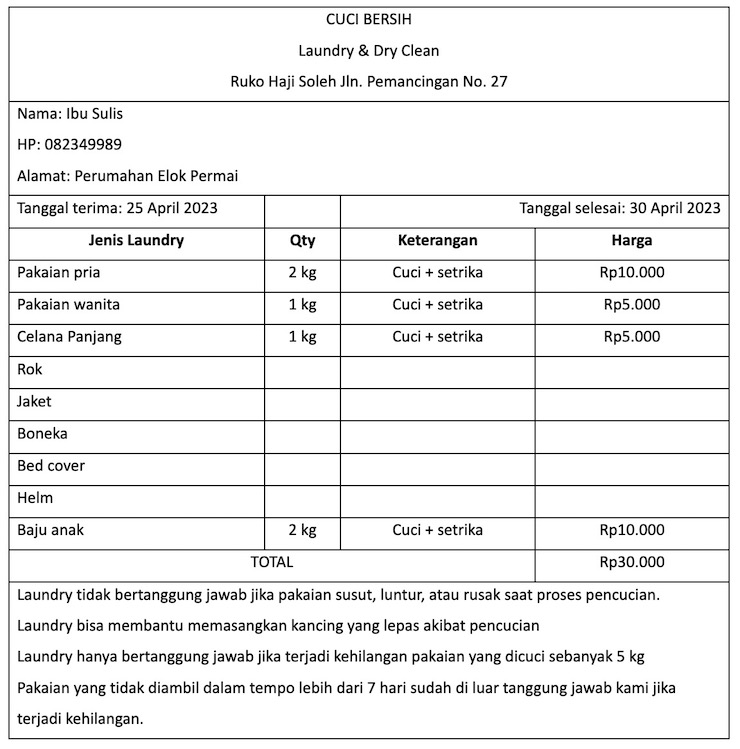 CUCI BERSIH
Laundry & Dry Clean
Ruko Haji Soleh Jln. Pemancingan No. 27
Nama: Ibu Sulis
HP: 082349989
Alamat: Perumahan Elok Permai
Tanggal terima: 25 April 2023 Tanggal selesai: 30 April 2023
Jenis Laundry Qty Keterangan Harga
Pakaian pria 2 kg Cuci + setrika Rp10.000
Pakaian wanita 1 kg Cuci + setrika Rp5.000
Celana Panjang 1 kg Cuci + setrika Rp5.000
Rok
Jaket
Boneka
Bed cover
Helm
Baju anak 2 kg Cuci + setrika Rp10.000
TOTAL Rp30.000
Laundry tidak bertanggung jawab jika pakaian susut, luntur, atau rusak saat proses pencucian.
Laundry bisa membantu memasangkan kancing yang lepas akibat pencucian
Laundry hanya bertanggung jawab jika terjadi kehilangan pakaian yang dicuci sebanyak 5 kg
Pakaian yang tidak diambil dalam tempo lebih dari 7 hari sudah di luar tanggung jawab kami jika
terjadi kehilangan.